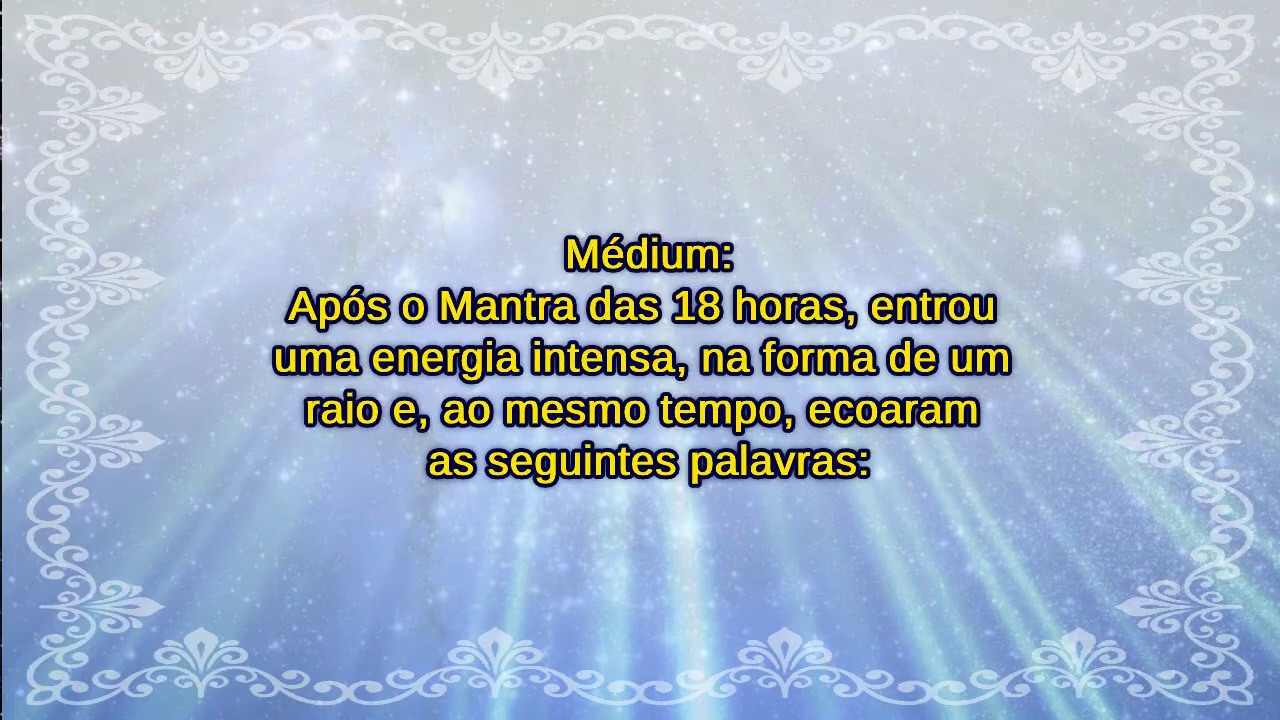 Médium:
Após o Mantra das 18 horas, entrou
uma energia intensa, na forma de um
raio e, ao mesmo tempo, ecoaram
as seguintes palavras: